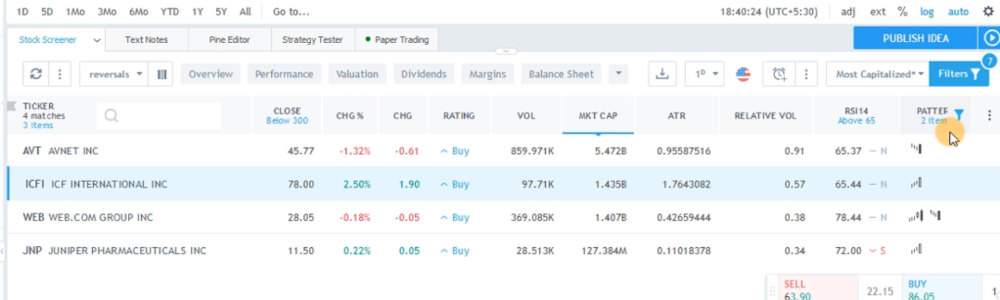 1D 5D 1Mo 3Mo 6Mo YTD 1Y 5Y All Go to... 18:40:24 (UTC+5:30) adj ext % log auto
Stock Screener Text Notes Pine Editor Strategy Tester Paper Trading PUBLISH IDEA
7
reversals Overview Performance Valuation Dividends Margins Balance Sheet 1D Most Capitalized* Filters
TICKER CLOSE CHG % CHG RATING VOL MKT CAP ATR RELATIVE VOL RSI14 PATTER
4 matches Below 300 Above 65 2 item
3 items
AVT AVNET INC 45.77 -1.32% -0.61 Buy 859.971K 5.472B 0.95587516 0.91 65.37 – N
ICFI ICF INTERNATIONAL INC 78.00 2.50% 1.90 Buy 97.71K 1.435B 1.7643082 0.57 65.44 – N
WEB WEB.COM GROUP INC 28.05 -0.18% -0.05 Buy 369.085K 1.407B 0.42659444 0.38 78.44 – N
JNP JUNIPER PHARMACEUTICALS INC 11.50 0.22% 0.05 Buy 28.513K 127.384M 0.11018378 0.34 72.00 S
SELL 22.15 BUY 1
63.90 86.05